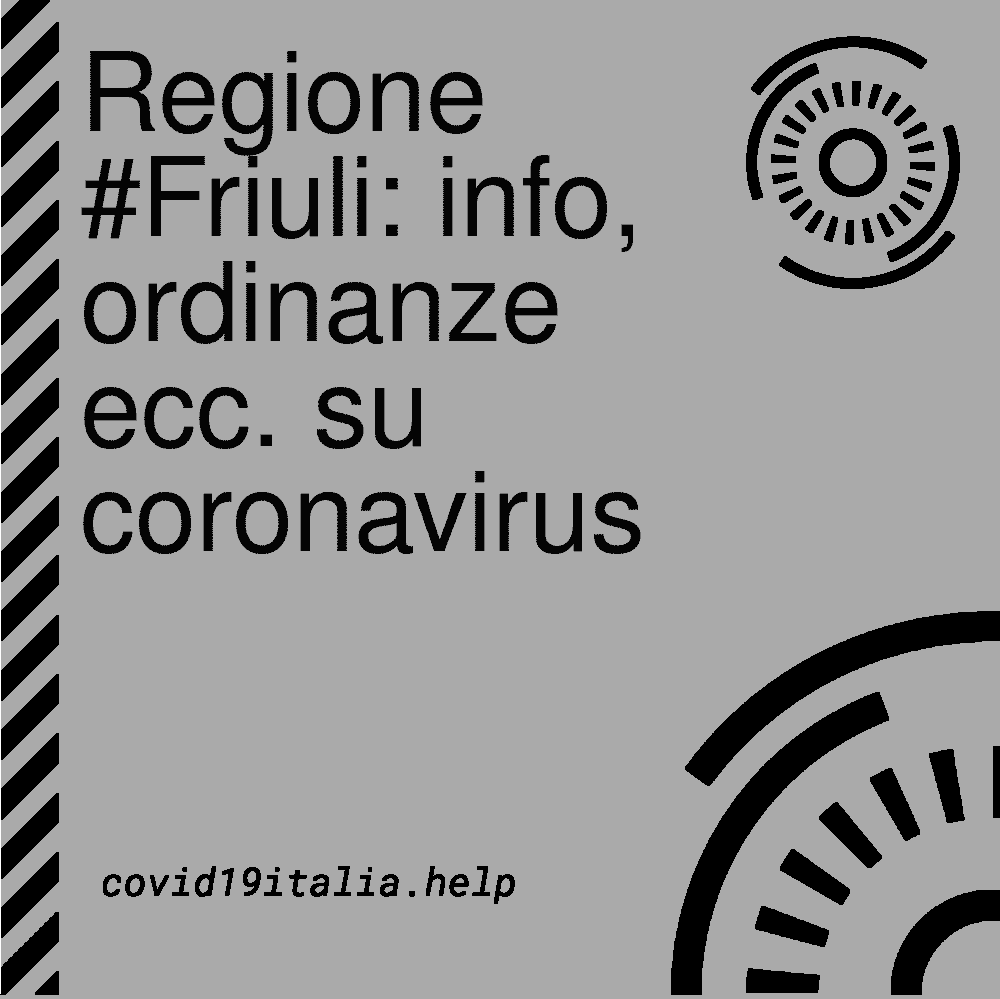 Regione
#Friuli: info,
ordinanze
ecc. su
coronavirus
covid19italia.help